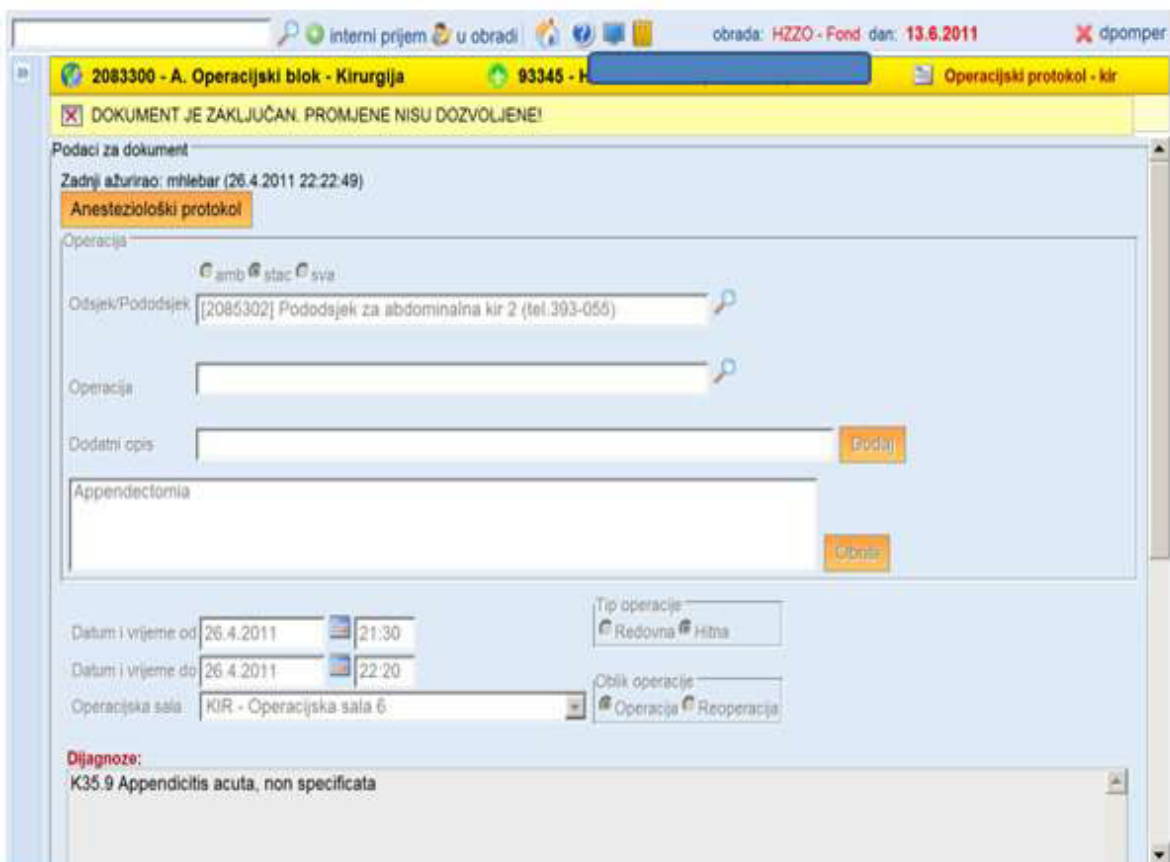 interni prijem u obradi obrada: HZZO - Fond dan: 13.6.2011 dpomper
2083300 - A. Operacijski blok - Kirurgija 93345 - H Operacijski protokol - kir
DOKUMENT JE ZAKLJUČAN. PROMJENE NISU DOZVOLJENE!
Podaci za dokument
Zadnji ažurirao: mhlebar (26.4.2011 22:22:49)
Anesteziološki protokol
Operacija
amb stac sva
Odsjek/Pododsjek [2085302] Pododsjek za abdominalna kir 2 (tel.393-055)
Operacija
Dodatni opis Dodaj
Appendectomia
Tip operacije
Datum i vrijeme od 26.4.2011 21:30 Redovna Hitna
Datum i vrijeme do 26.4.2011 22:20
Oblik operacije
Operacijska sala KIR - Operacijska sala 6 Operacija Reoperacija
Dijagnoze:
K35.9 Appendicitis acuta, non specificata